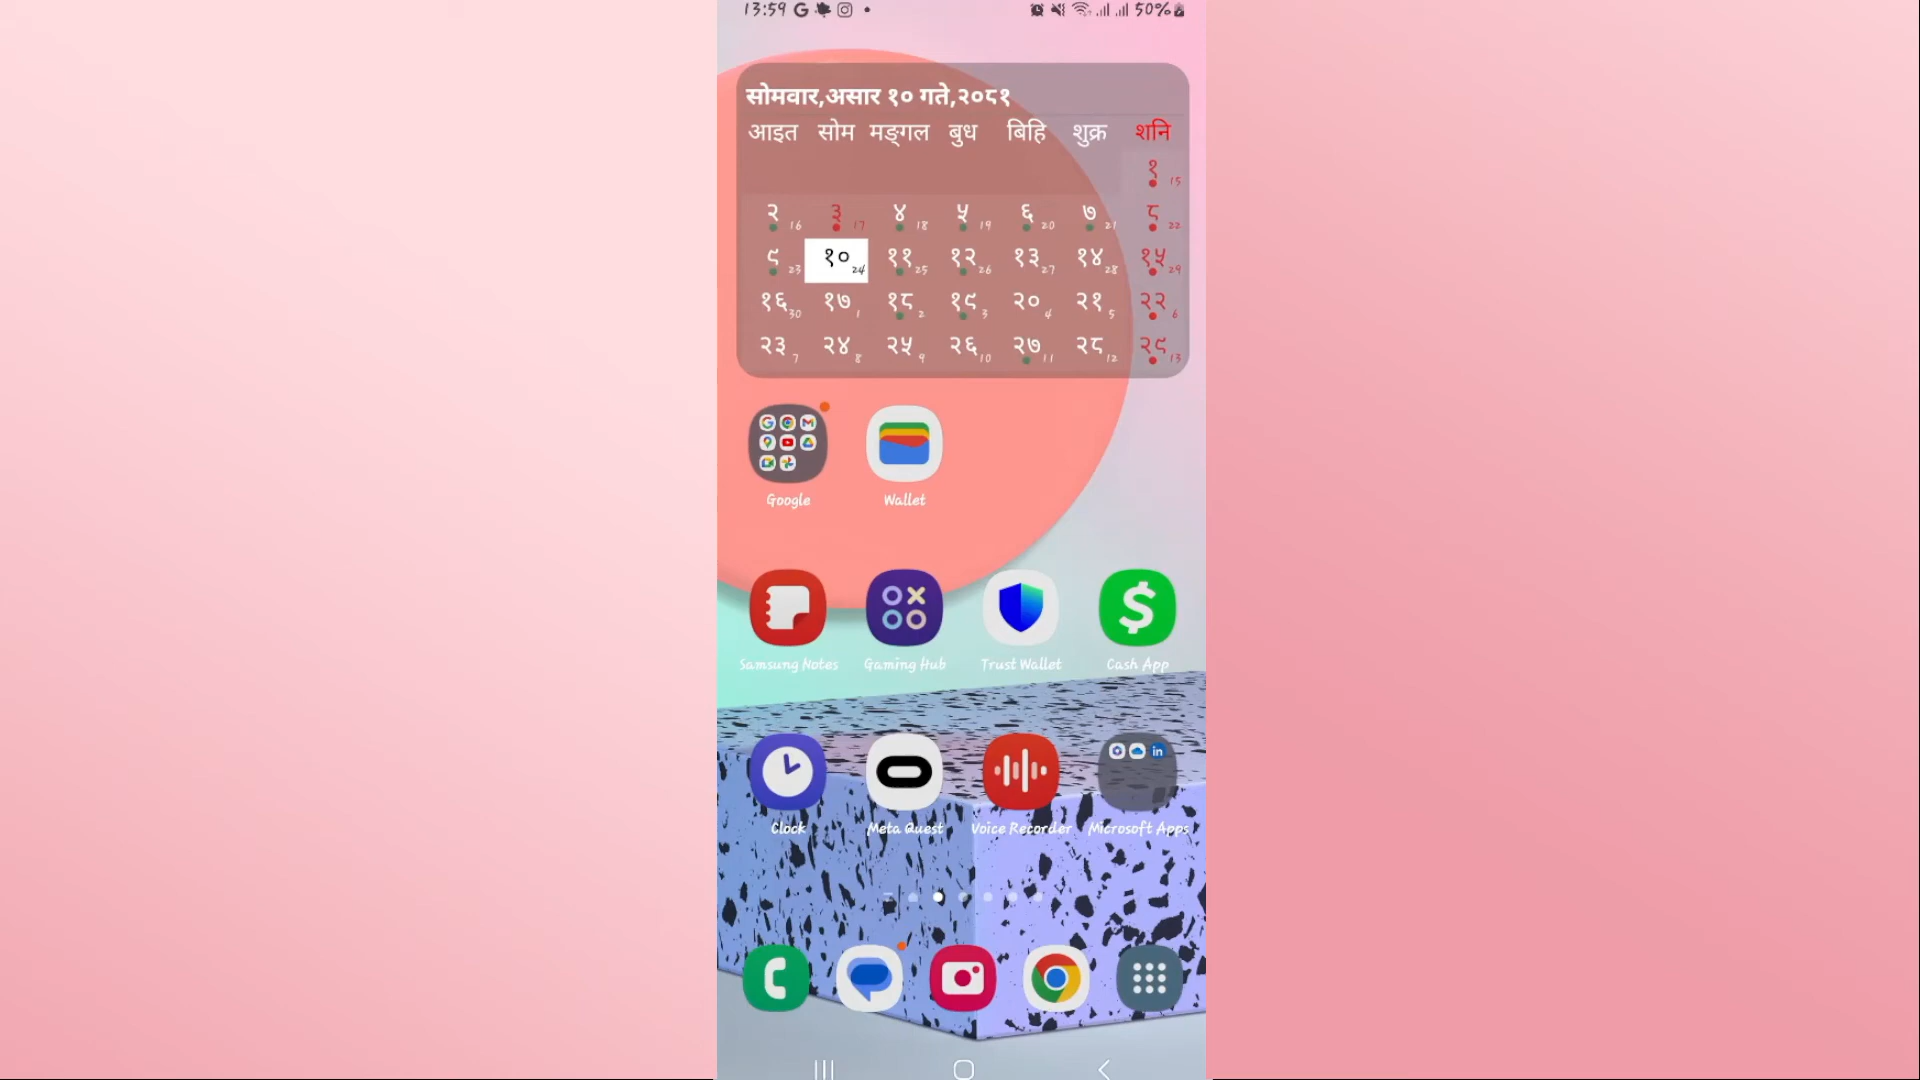 13:59 50%
सोमवार,असार १० गते,२०८१
आइत सोम मङ्गल बुध बिहि शुक्र शनि
१ 15
२ 16 ३ 17 ४ 18 ५ 19 ६ 20 ७ 21 ८ 22
९ 23 १० 24 ११ 25 १२ 26 १३ 27 १४ 28 १५ 29
१६ 30 १७ 1 १८ 2 १९ 3 २० 4 २१ 5 २२ 6
२३ 7 २४ 8 २५ 9 २६ 10 २७ 11 २८ 12 २९ 13
Google Wallet
Samsung Notes Gaming Hub Trust Wallet Cash App
Clock Meta Quest Voice Recorder Microsoft Apps